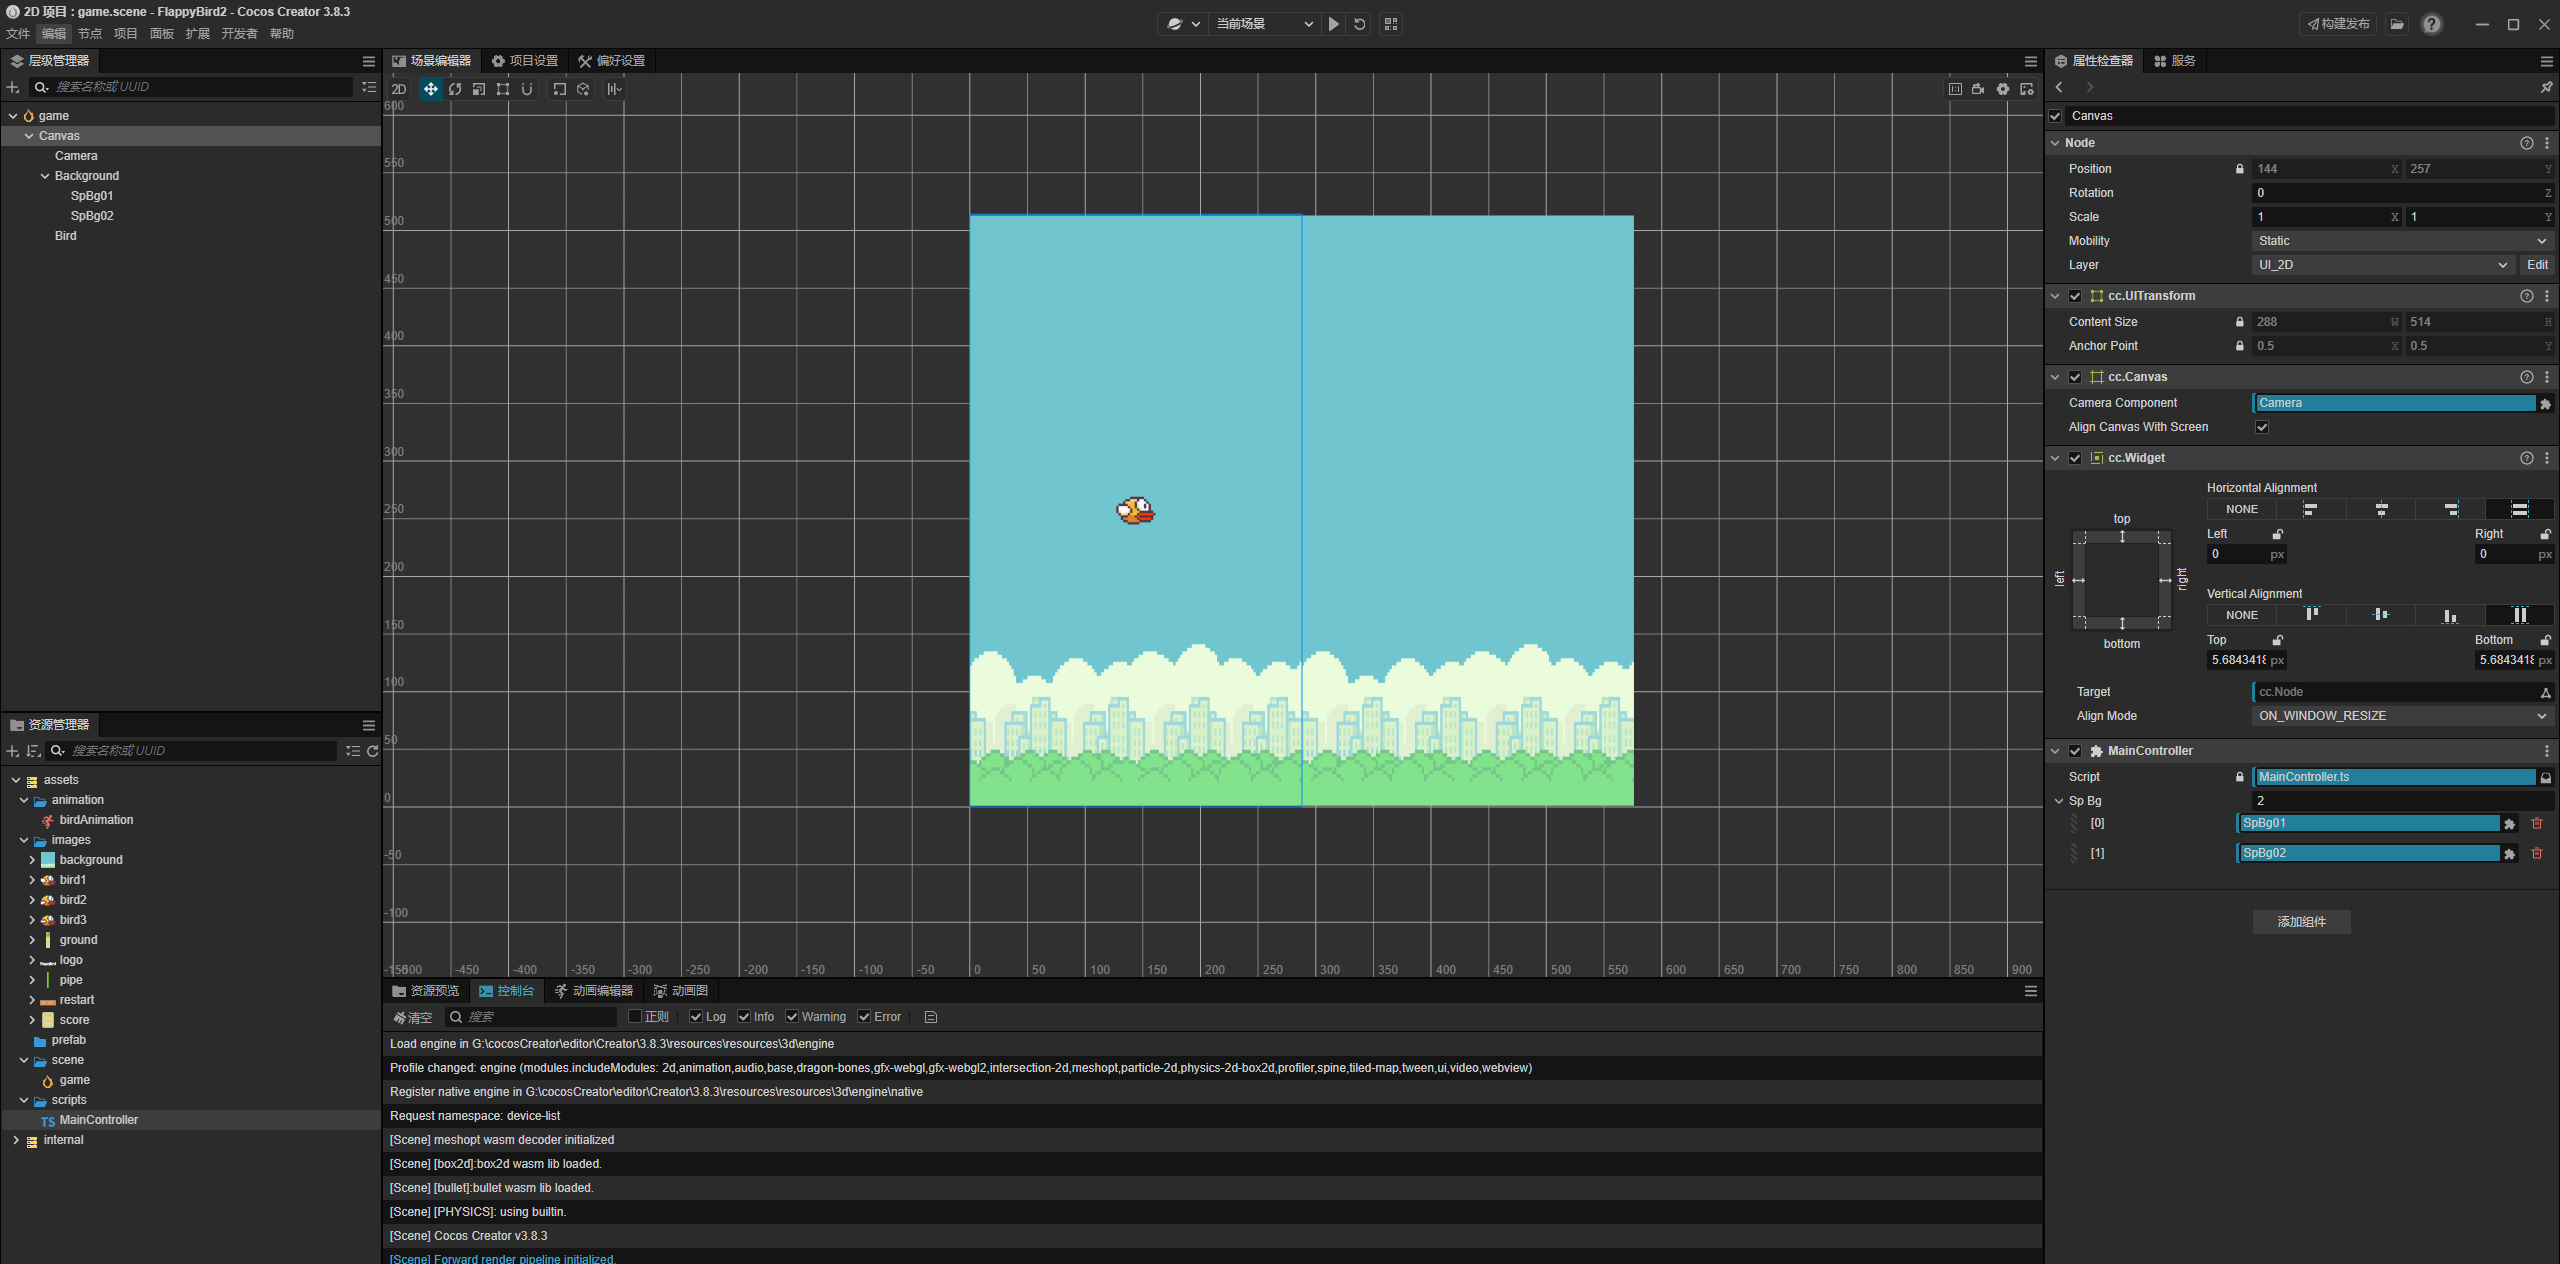 2D 项目 : game.scene - FlappyBird2 - Cocos Creator 3.8.3
文件 编辑 节点 项目 面板 扩展 开发者 帮助
当前场景
构建发布
层级管理器
搜索名称或 UUID
game
Canvas
Camera
Background
SpBg01
SpBg02
Bird
资源管理器
搜索名称或 UUID
assets
animation
birdAnimation
images
background
bird1
bird2
bird3
ground
logo
pipe
restart
score
prefab
scene
game
scripts
TS MainController
internal
场景编辑器 项目设置 偏好设置
2D
600
550
500
450
400
350
300
250
200
150
100
50
0
-50
-100
-150
-500 -450 -400 -350 -300 -250 -200 -150 -100 -50 0 50 100 150 200 250 300 350 400 450 500 550 600 650 700 750 800 850 900
资源预览 控制台 动画编辑器 动画图
清空 搜索 正则 Log Info Warning Error
Load engine in G:\cocosCreator\editor\Creator\3.8.3\resources\resources\3d\engine
Profile changed: engine (modules.includeModules: 2d,animation,audio,base,dragon-bones,gfx-webgl,gfx-webgl2,intersection-2d,meshopt,particle-2d,physics-2d-box2d,profiler,spine,tiled-map,tween,ui,video,webview)
Register native engine in G:\cocosCreator\editor\Creator\3.8.3\resources\resources\3d\engine\native
Request namespace: device-list
[Scene] meshopt wasm decoder initialized
[Scene] [box2d]:box2d wasm lib loaded.
[Scene] [bullet]:bullet wasm lib loaded.
[Scene] [PHYSICS]: using builtin.
[Scene] Cocos Creator v3.8.3
[Scene] Forward render pipeline initialized.
属性检查器 服务
Canvas
Node
Position 144 X 257 Y
Rotation 0 Z
Scale 1 X 1 Y
Mobility Static
Layer UI_2D Edit
cc.UITransform
Content Size 288 W 514 H
Anchor Point 0.5 X 0.5 Y
cc.Canvas
Camera Component Camera
Align Canvas With Screen
cc.Widget
Horizontal Alignment
NONE
top
Left Right
0 px 0 px
left right
Vertical Alignment
NONE
bottom
Top Bottom
5.6843418 px 5.6843418 px
Target cc.Node
Align Mode ON_WINDOW_RESIZE
MainController
Script MainController.ts
Sp Bg 2
[0] SpBg01
[1] SpBg02
添加组件